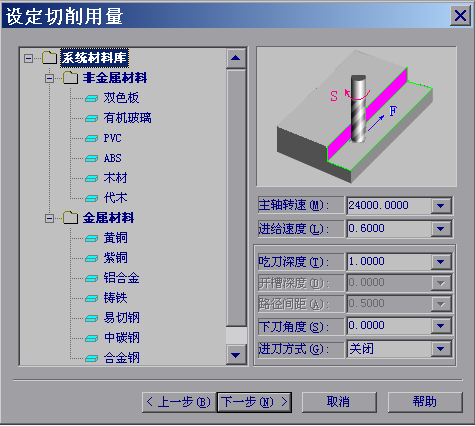 设定切削用量
系统材料库
非金属材料
双色板
有机玻璃
PVC
ABS
木材
代木
金属材料
黄铜
紫铜
铝合金
铸铁
易切钢
中碳钢
合金钢
S
F
主轴转速(M): 24000.0000
进给速度(L): 0.6000
吃刀深度(T): 1.0000
开槽深度(D): 0.0000
路径间距(A): 0.5000
下刀角度(S): 0.0000
进刀方式(G): 关闭
< 上一步(B) 下一步(N) > 取消 帮助